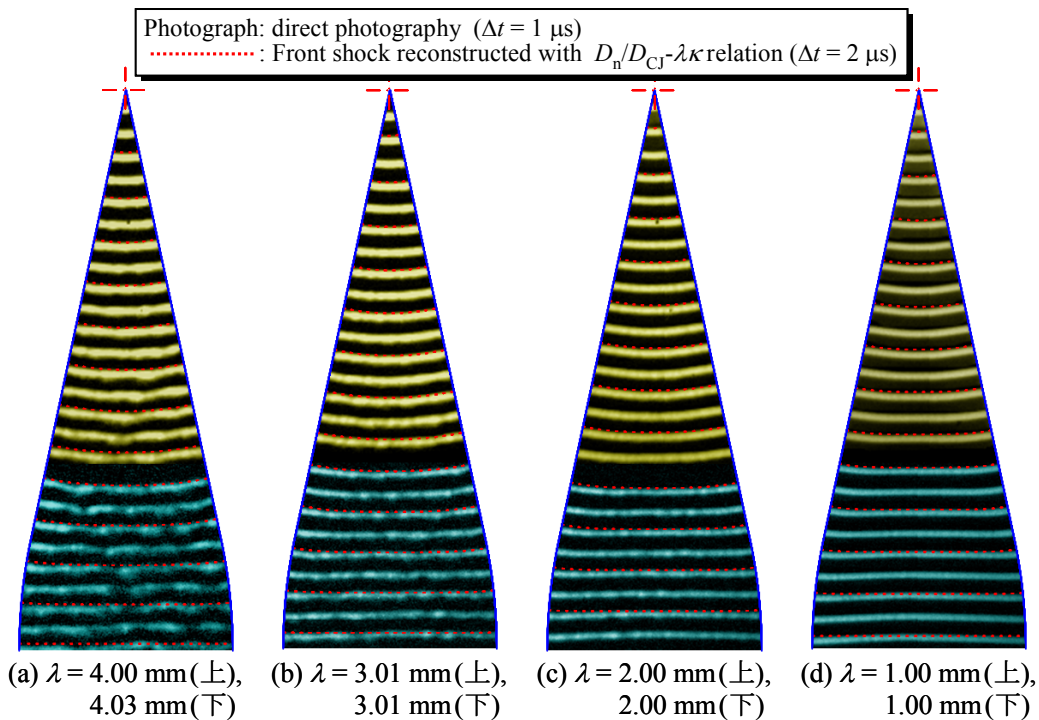 Photograph: direct photography (Δt = 1 μs)
: Front shock reconstructed with Dn/DCJ-λκ relation (Δt = 2 μs)
(a) λ = 4.00 mm(上),
4.03 mm(下)
(b) λ = 3.01 mm(上),
3.01 mm(下)
(c) λ = 2.00 mm(上),
2.00 mm(下)
(d) λ = 1.00 mm(上),
1.00 mm(下)